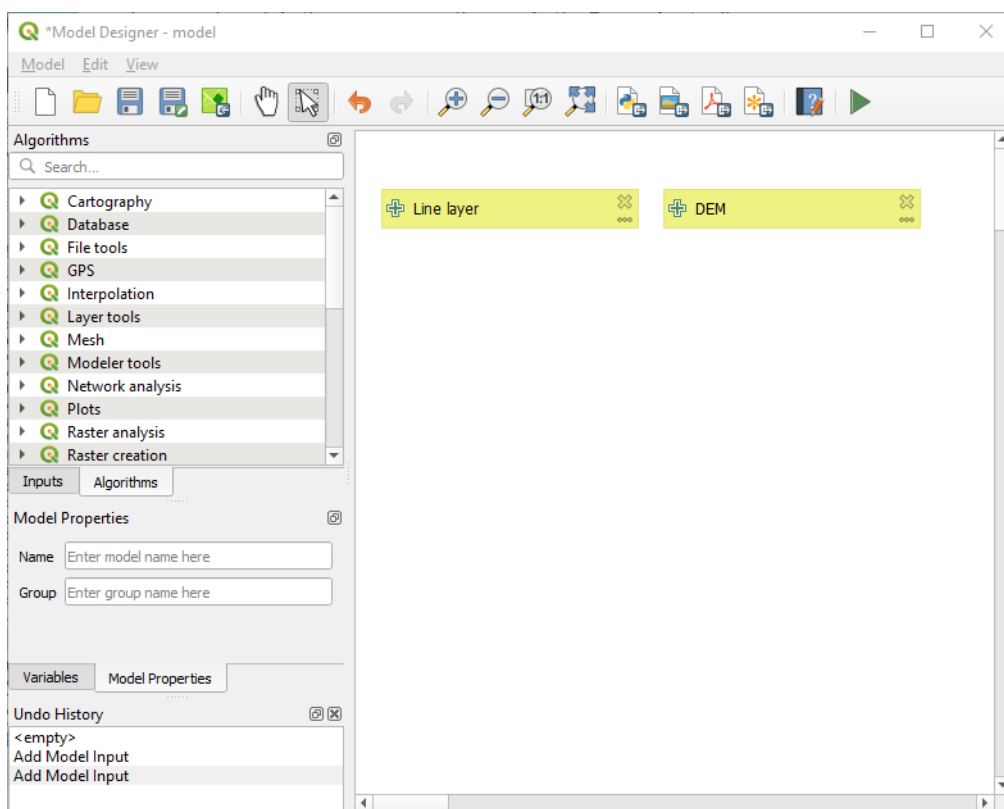 *Model Designer - model
Model Edit View
1:1
Algorithms
Search...
Cartography
Database
File tools
GPS
Interpolation
Layer tools
Mesh
Modeler tools
Network analysis
Plots
Raster analysis
Raster creation
Inputs Algorithms
Model Properties
Name Enter model name here
Group Enter group name here
Variables Model Properties
Undo History
<empty>
Add Model Input
Add Model Input
Line layer
DEM